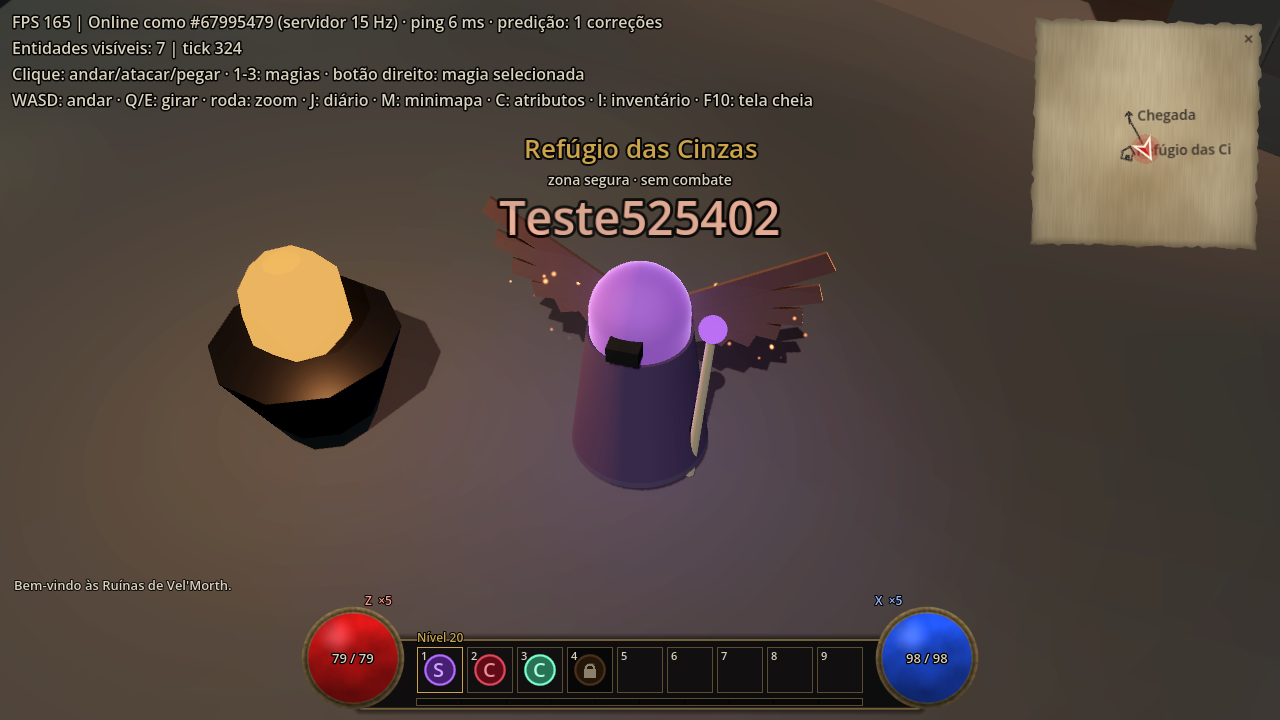 FPS 165 | Online como #67995479 (servidor 15 Hz) · ping 6 ms · predição: 1 correções
Entidades visíveis: 7 | tick 324
Clique: andar/atacar/pegar · 1-3: magias · botão direito: magia selecionada
WASD: andar · Q/E: girar · roda: zoom · J: diário · M: minimapa · C: atributos · I: inventário · F10: tela cheia
×
Chegada
fúgio das Ci
Refúgio das Cinzas
zona segura · sem combate
Teste525402
Bem-vindo às Ruínas de Vel'Morth.
Z ×5
X ×5
Nível 20
79 / 79
1 2 3 4 5 6 7 8 9
S C C
98 / 98